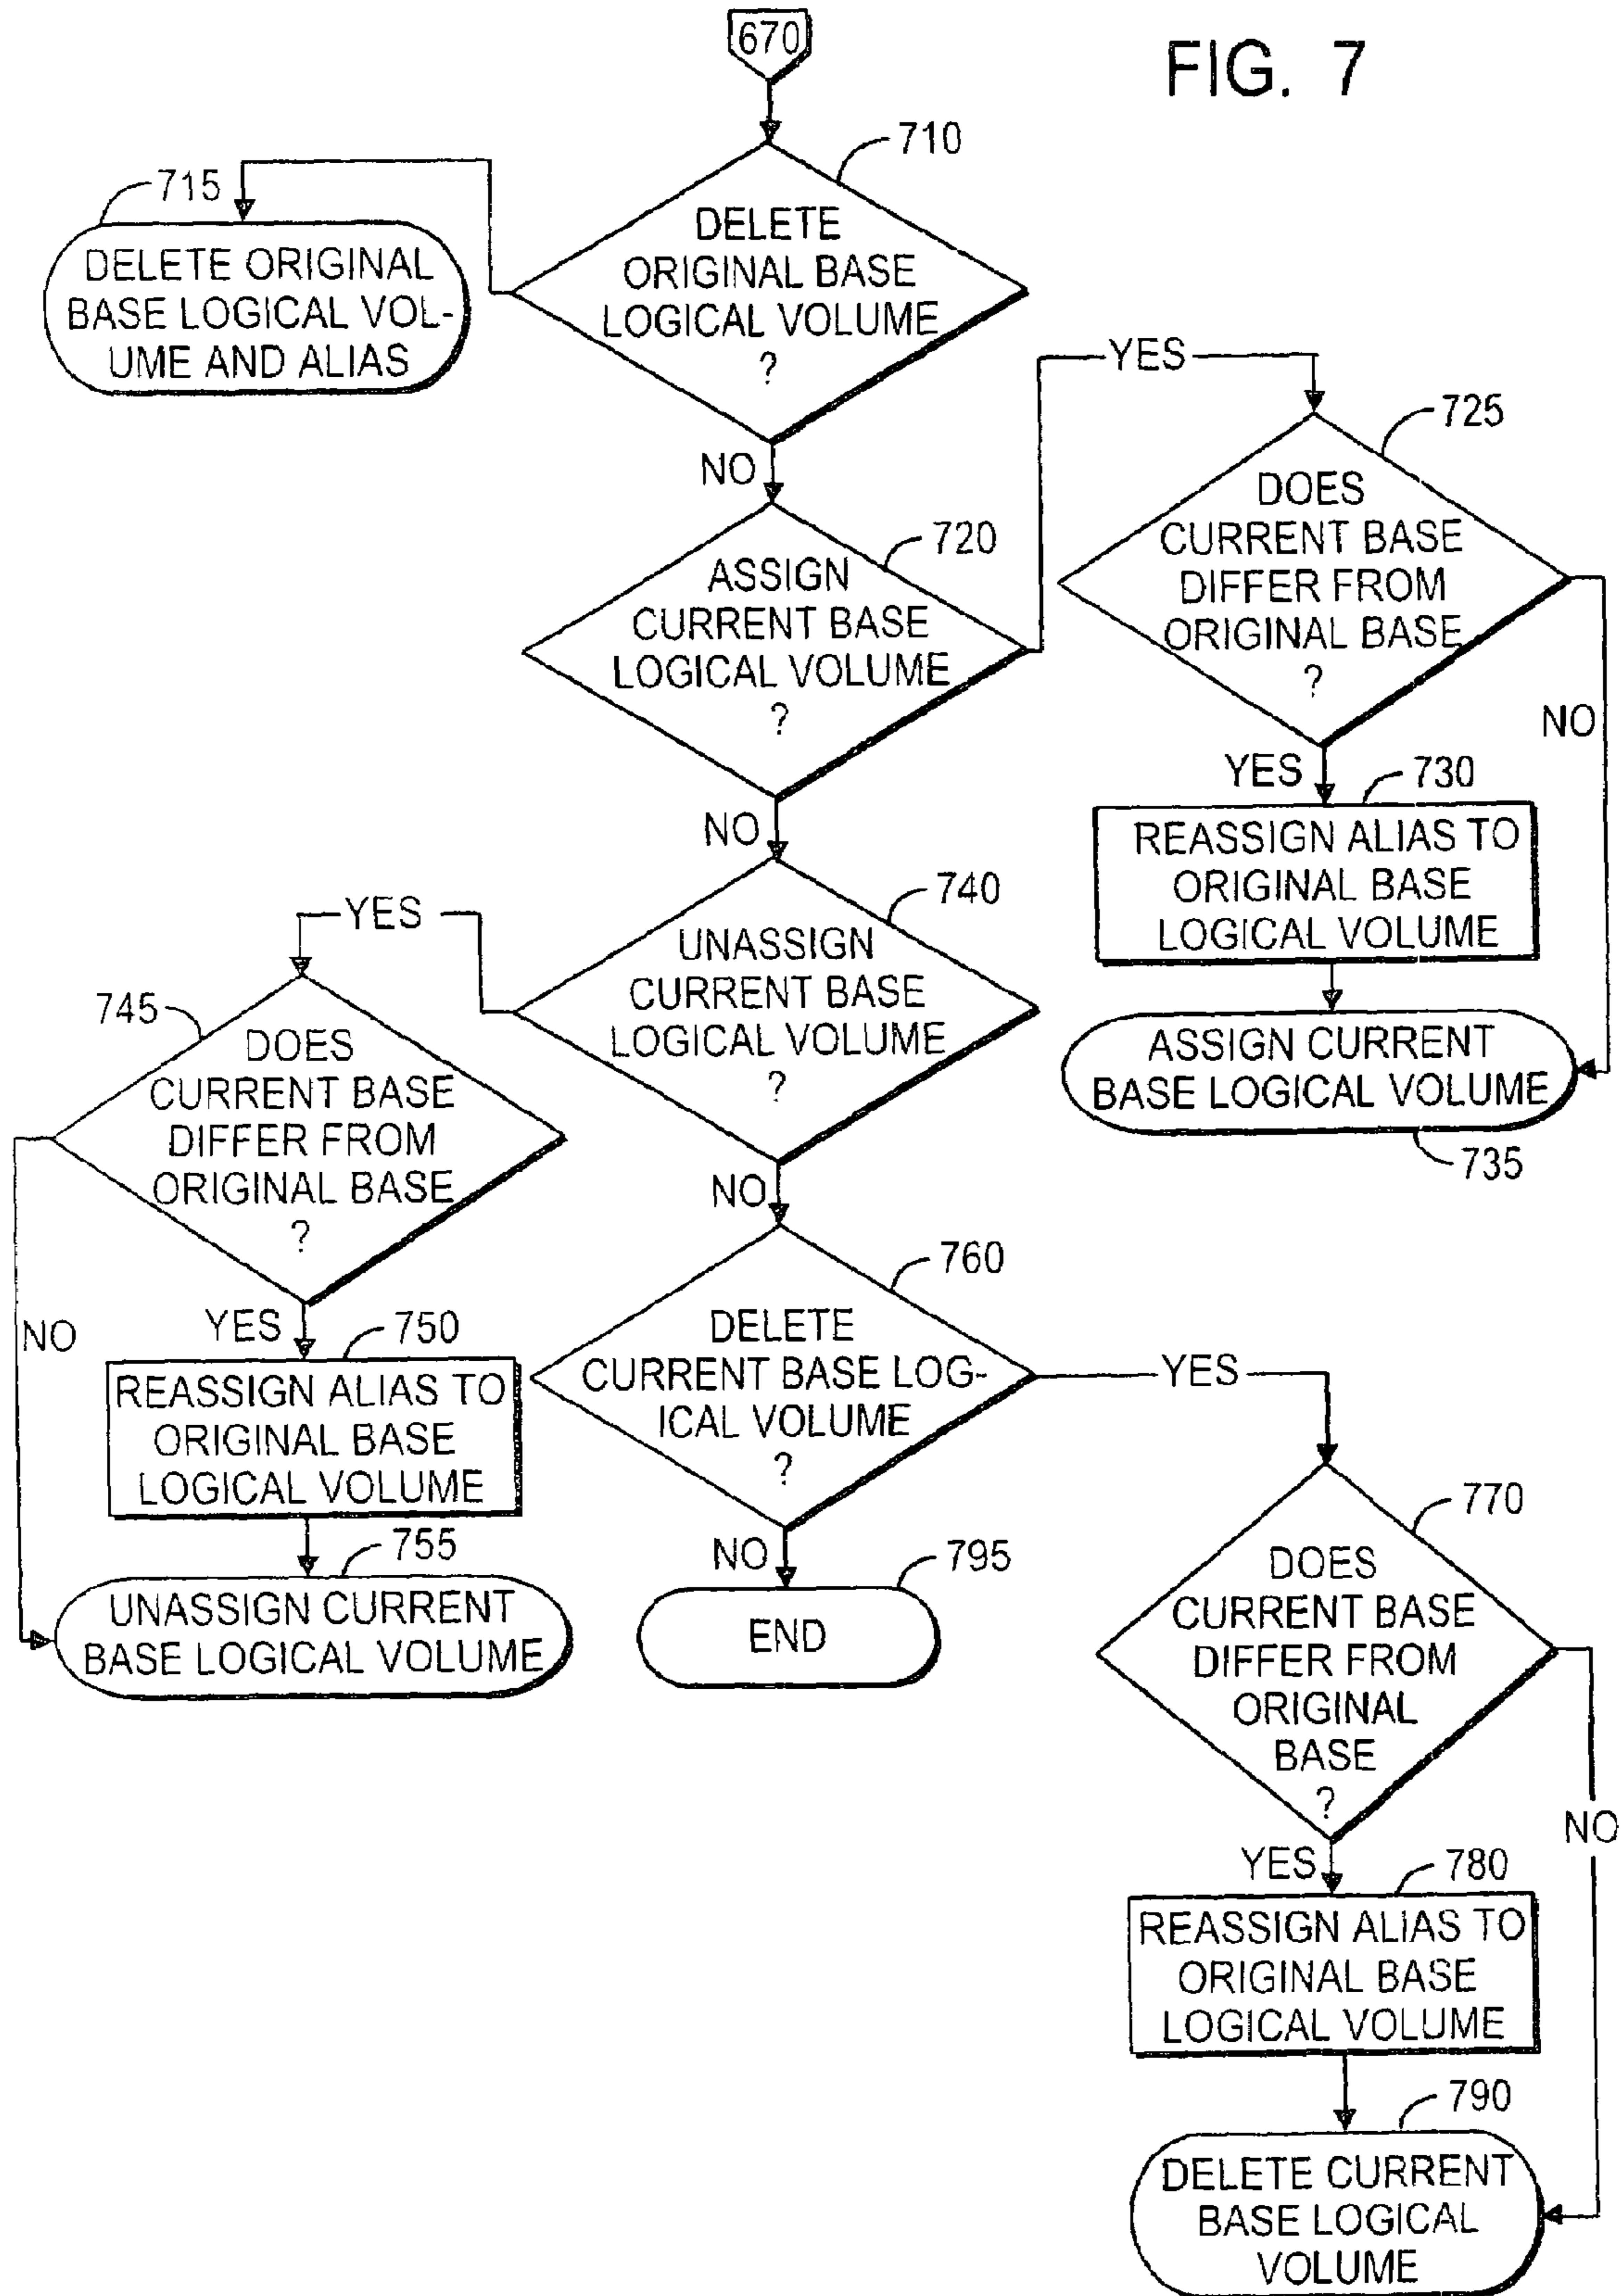 670
FIG. 7
710
715
DELETE
ORIGINAL BASE
LOGICAL VOLUME
?
DELETE ORIGINAL
BASE LOGICAL VOL-
UME AND ALIAS
YES
725
NO
DOES
CURRENT BASE
DIFFER FROM
ORIGINAL BASE
?
720
ASSIGN
CURRENT BASE
LOGICAL VOLUME
?
NO
YES
730
NO
REASSIGN ALIAS TO
ORIGINAL BASE
LOGICAL VOLUME
YES
740
UNASSIGN
CURRENT BASE
LOGICAL VOLUME
?
745
DOES
CURRENT BASE
DIFFER FROM
ORIGINAL BASE
?
ASSIGN CURRENT
BASE LOGICAL VOLUME
735
NO
760
NO
YES
750
DELETE
CURRENT BASE LOG-
ICAL VOLUME
?
YES
REASSIGN ALIAS TO
ORIGINAL BASE
LOGICAL VOLUME
770
755
NO
795
DOES
CURRENT BASE
DIFFER FROM
ORIGINAL
BASE
?
UNASSIGN CURRENT
BASE LOGICAL VOLUME
END
NO
YES
780
REASSIGN ALIAS TO
ORIGINAL BASE
LOGICAL VOLUME
790
DELETE CURRENT
BASE LOGICAL
VOLUME